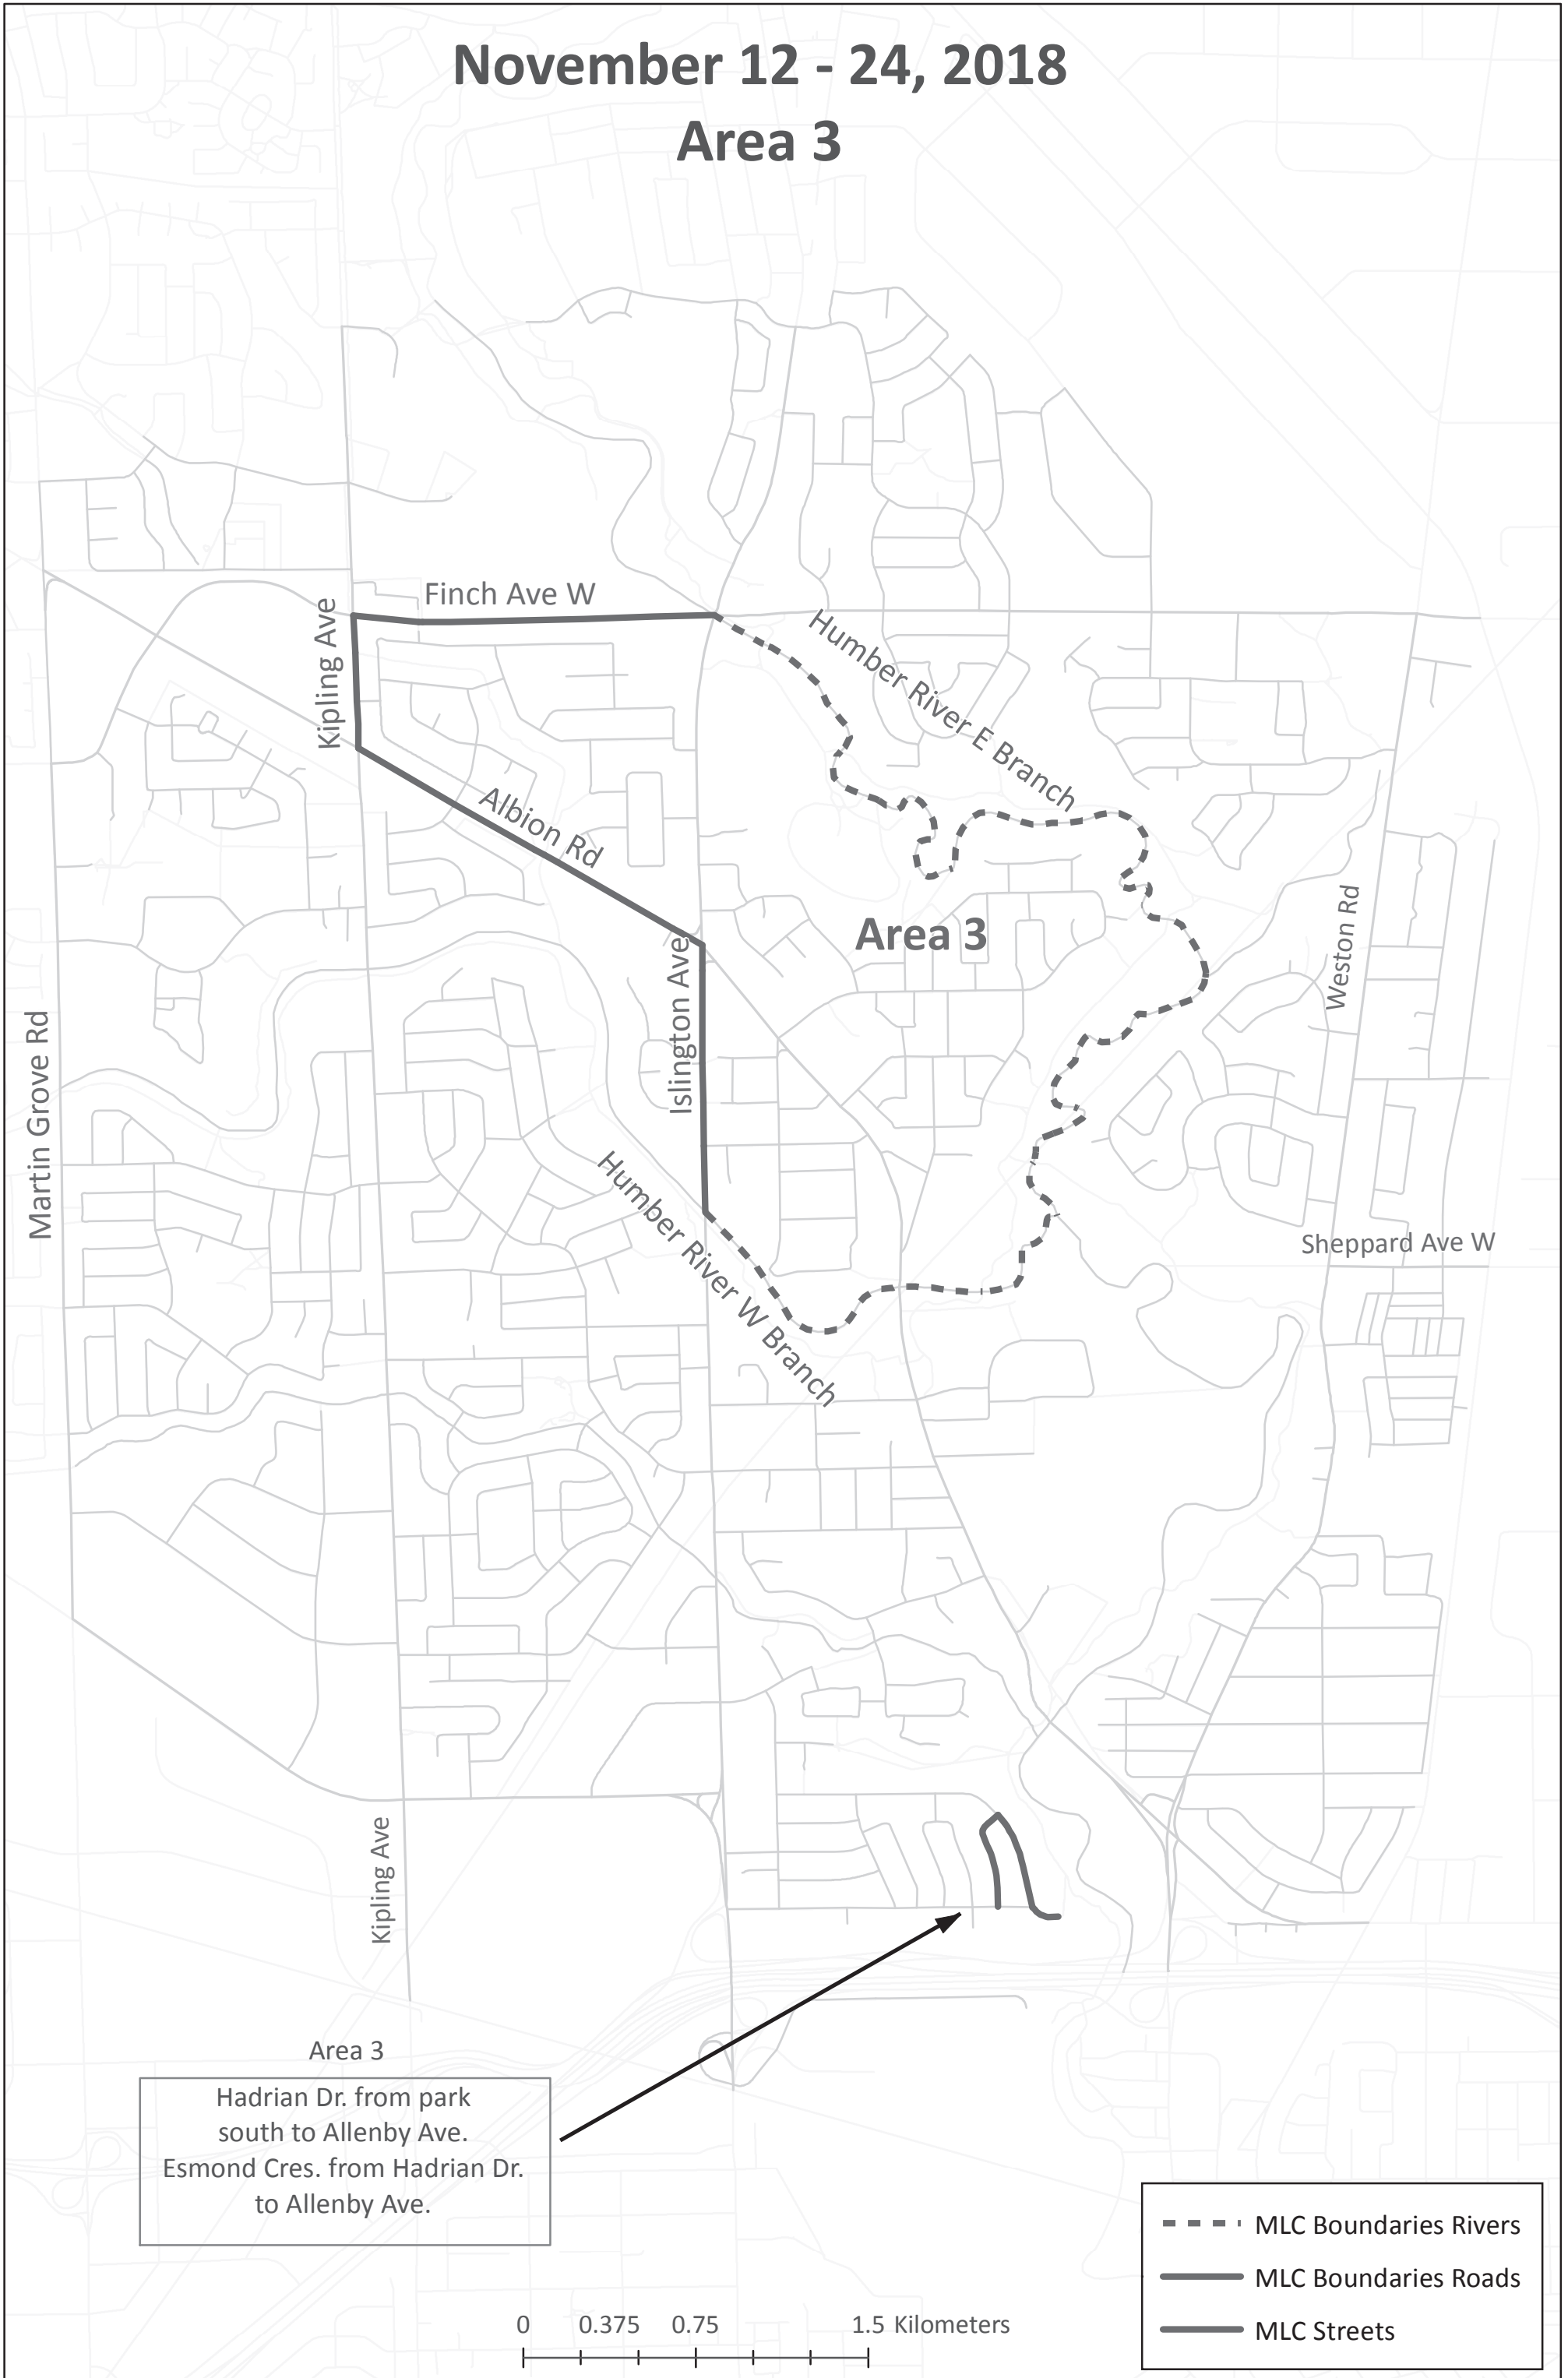 November 12 - 24, 2018
Area 3
Finch Ave W
Kipling Ave
Humber River E Branch
Albion Rd
Area 3
Weston Rd
Islington Ave
Martin Grove Rd
Humber River W Branch
Sheppard Ave W
Kipling Ave
Area 3
Hadrian Dr. from park
south to Allenby Ave.
Esmond Cres. from Hadrian Dr.
to Allenby Ave.
MLC Boundaries Rivers
MLC Boundaries Roads
MLC Streets
0 0.375 0.75 1.5 Kilometers